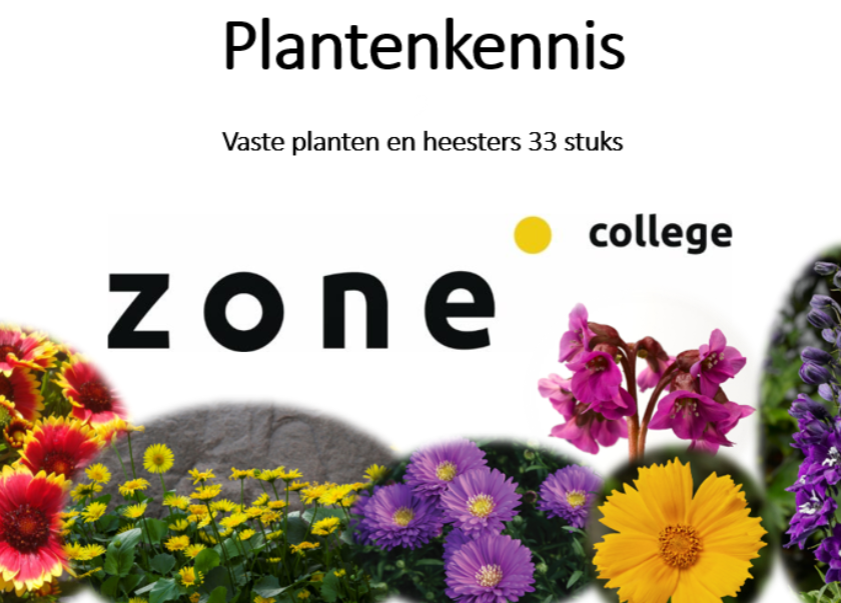 Plantenkennis
Vaste planten en heesters 33 stuks
college
zone